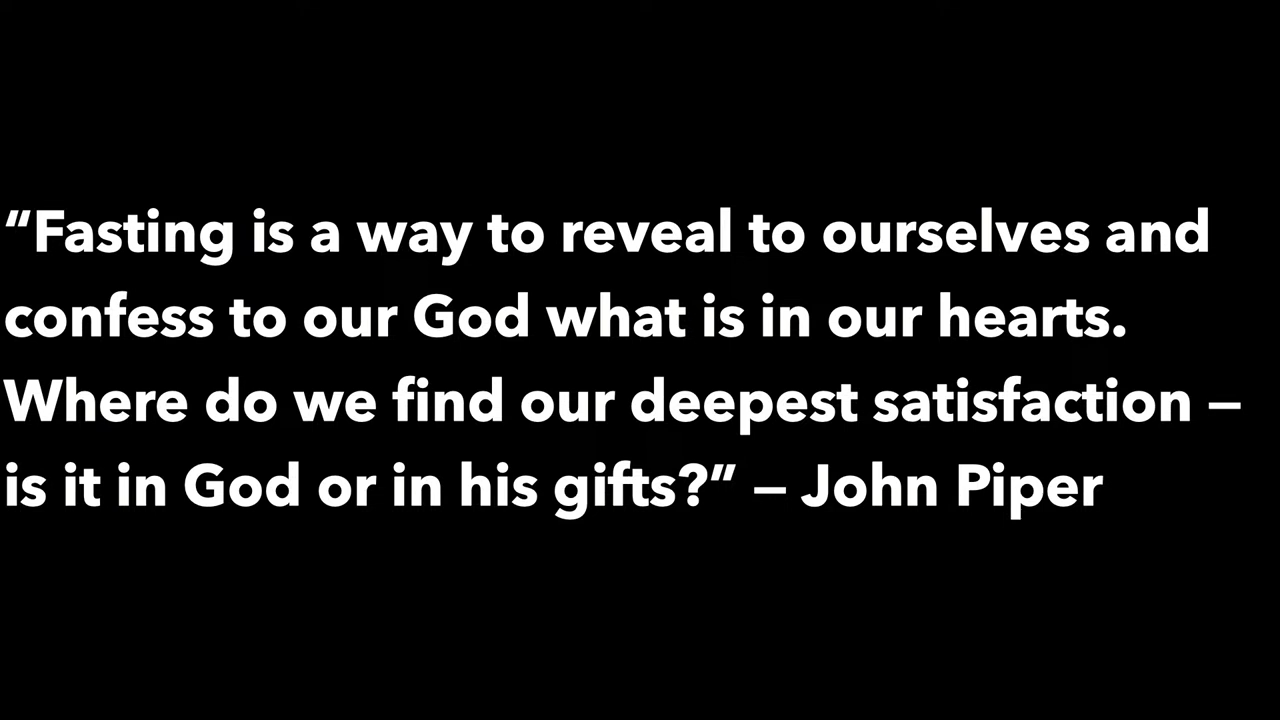 “Fasting is a way to reveal to ourselves and
confess to our God what is in our hearts.
Where do we find our deepest satisfaction –
is it in God or in his gifts?” – John Piper